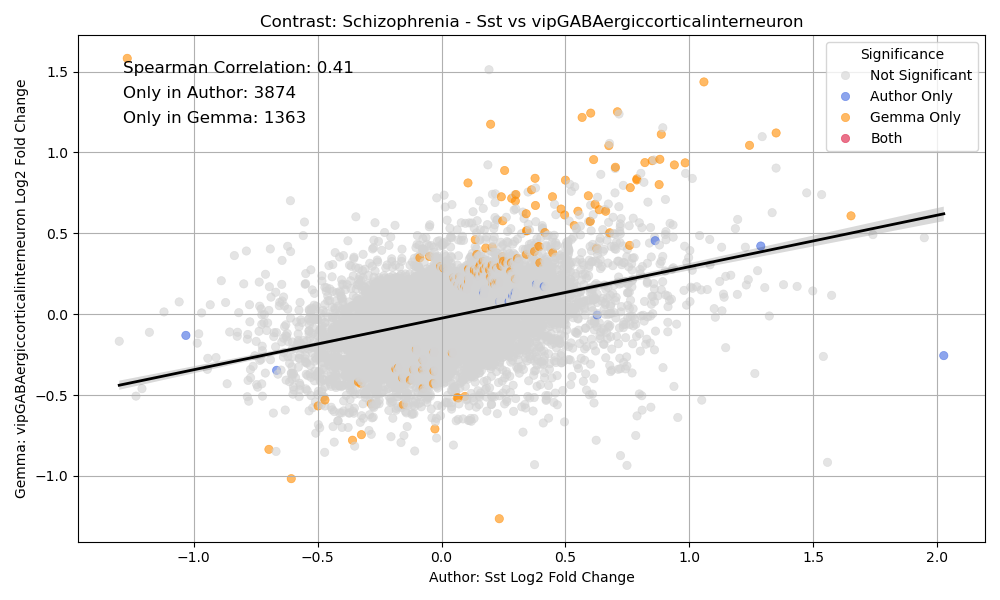 Contrast: Schizophrenia - Sst vs vipGABAergiccorticalinterneuron
Spearman Correlation: 0.41
Only in Author: 3874
Only in Gemma: 1363
Significance
Not Significant
Author Only
Gemma Only
Both
Gemma: vipGABAergiccorticalinterneuron Log2 Fold Change
1.5
1.0
0.5
0.0
−0.5
−1.0
−1.0 −0.5 0.0 0.5 1.0 1.5 2.0
Author: Sst Log2 Fold Change